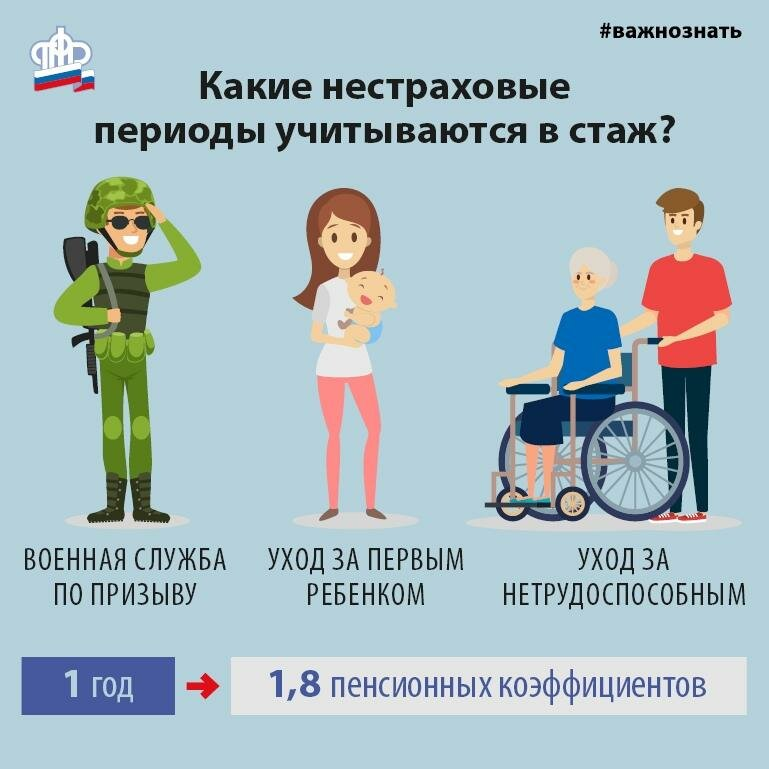 #важнознать
Какие нестраховые
периоды учитываются в стаж?
ВОЕННАЯ СЛУЖБА
ПО ПРИЗЫВУ
УХОД ЗА ПЕРВЫМ
РЕБЕНКОМ
УХОД ЗА
НЕТРУДОСПОСОБНЫМ
1 год
1,8 пенсионных коэффициентов